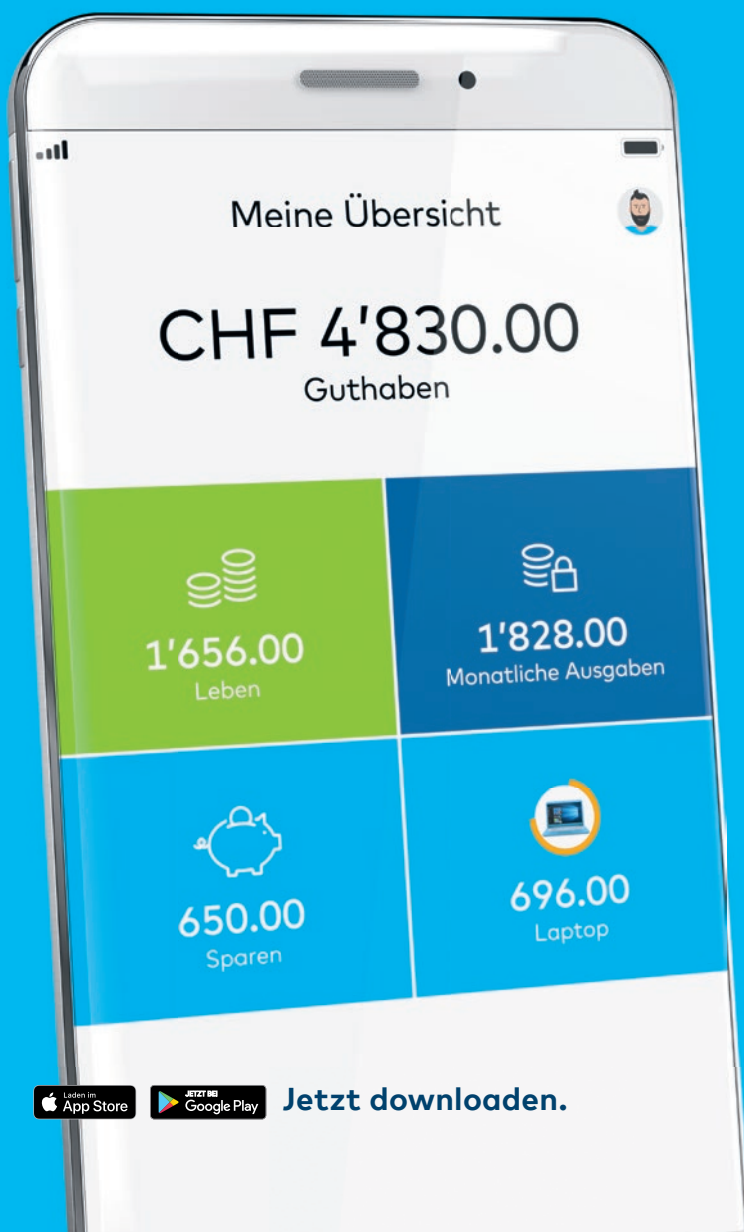 Meine Übersicht
CHF 4'830.00
Guthaben
1'656.00
Leben
1'828.00
Monatliche Ausgaben
650.00
Sparen
696.00
Laptop
Laden im
App Store
JETZT BEI
Google Play
Jetzt downloaden.